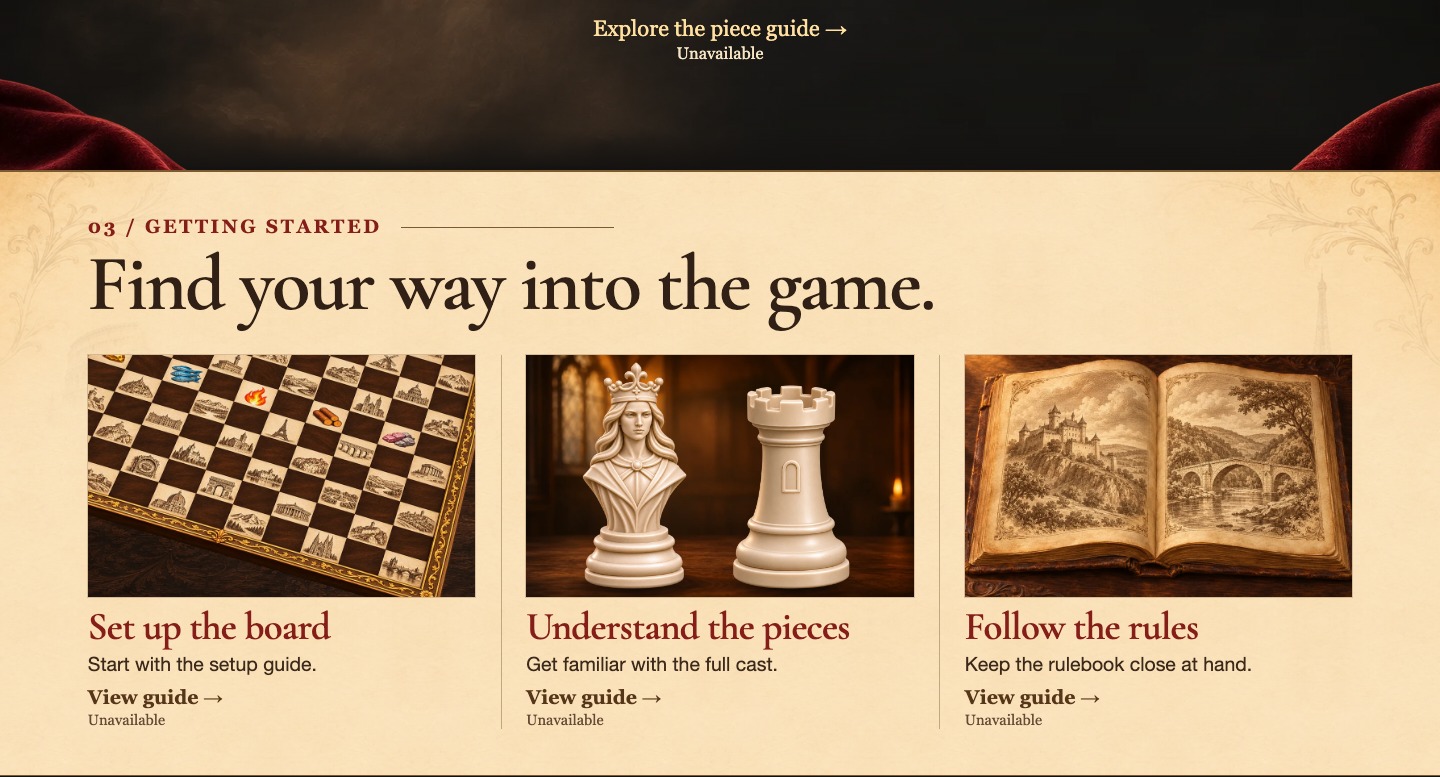 Explore the piece guide →
Unavailable
03 / GETTING STARTED
Find your way into the game.
Set up the board
Start with the setup guide.
View guide →
Unavailable
Understand the pieces
Get familiar with the full cast.
View guide →
Unavailable
Follow the rules
Keep the rulebook close at hand.
View guide →
Unavailable